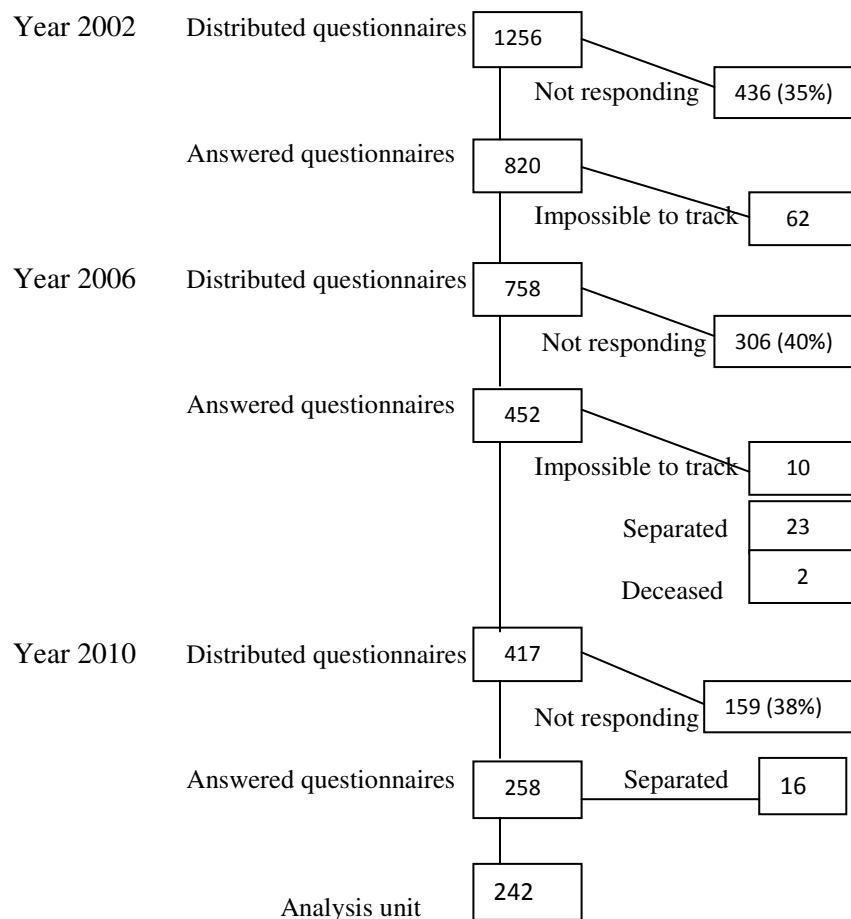 Year 2002 Distributed questionnaires 1256
Not responding 436 (35%)
Answered questionnaires 820
Impossible to track 62
Year 2006 Distributed questionnaires 758
Not responding 306 (40%)
Answered questionnaires 452
Impossible to track 10
Separated 23
Deceased 2
Year 2010 Distributed questionnaires 417
Not responding 159 (38%)
Answered questionnaires 258 Separated 16
Analysis unit 242